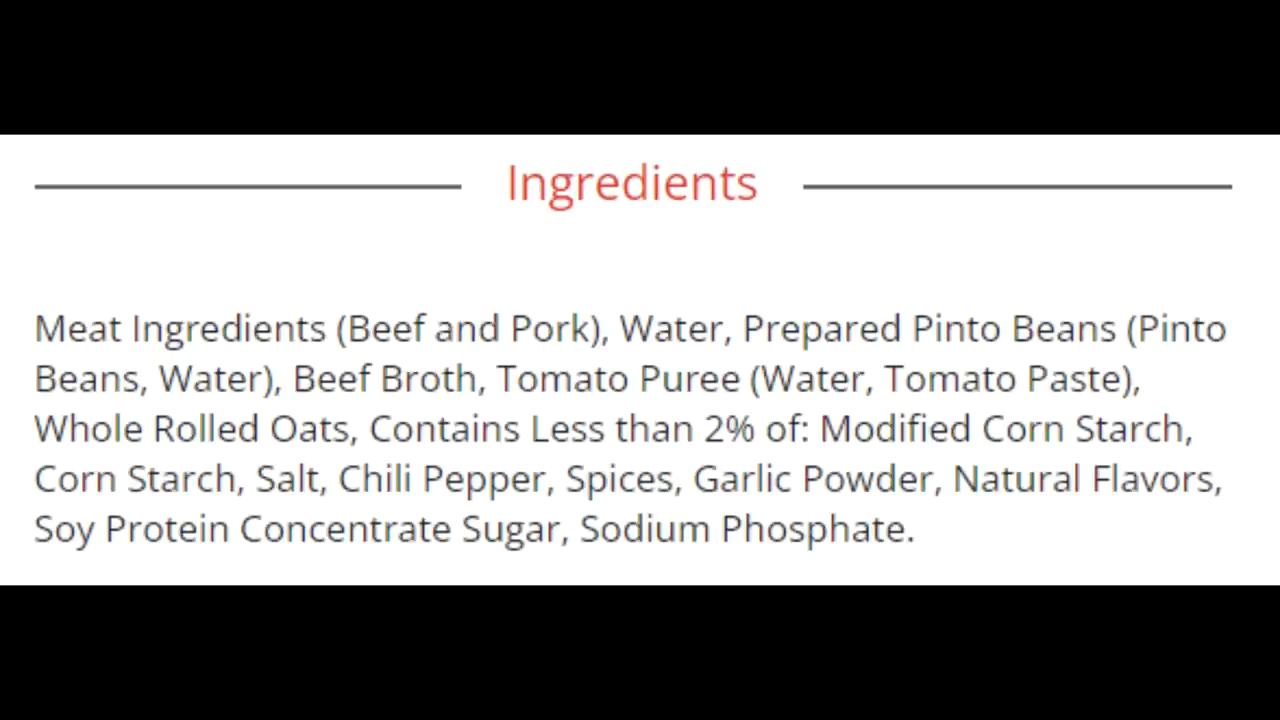 Ingredients
Meat Ingredients (Beef and Pork), Water, Prepared Pinto Beans (Pinto
Beans, Water), Beef Broth, Tomato Puree (Water, Tomato Paste),
Whole Rolled Oats, Contains Less than 2% of: Modified Corn Starch,
Corn Starch, Salt, Chili Pepper, Spices, Garlic Powder, Natural Flavors,
Soy Protein Concentrate Sugar, Sodium Phosphate.